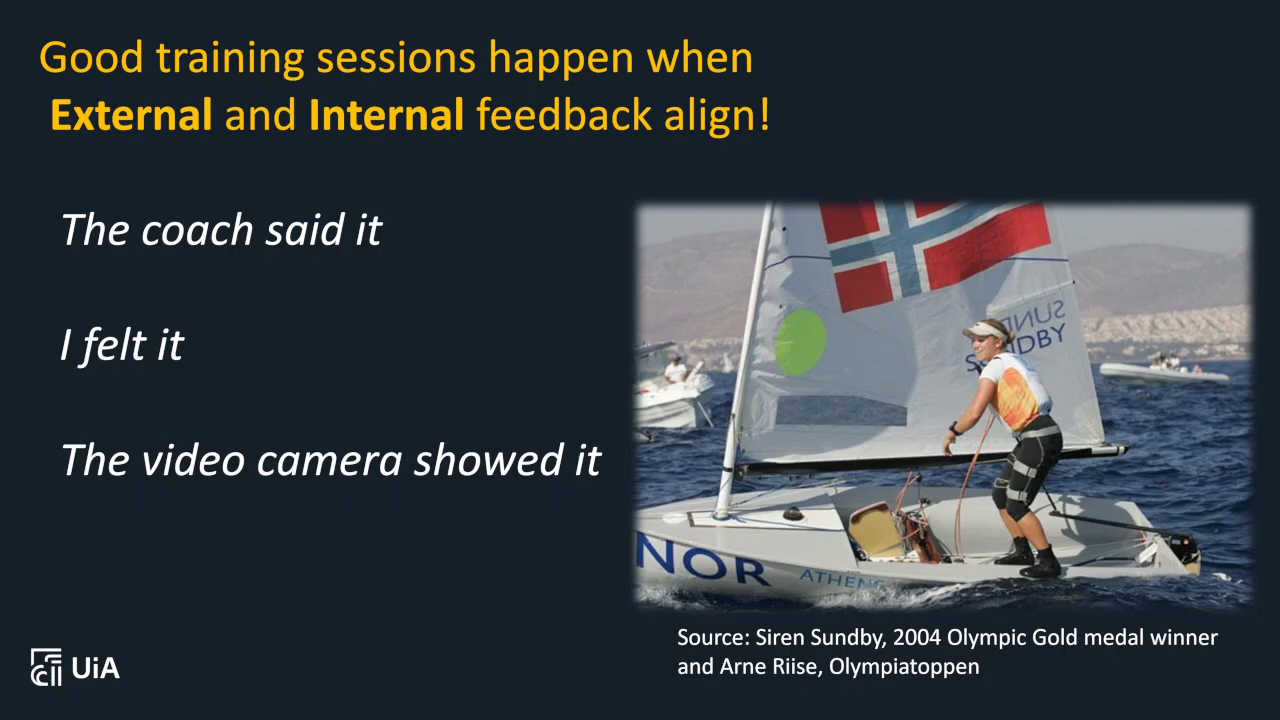 Good training sessions happen when
External and Internal feedback align!
The coach said it
I felt it
The video camera showed it
SUNDBY
NOR
ATHENS
Source: Siren Sundby, 2004 Olympic Gold medal winner
and Arne Riise, Olympiatoppen
UiA